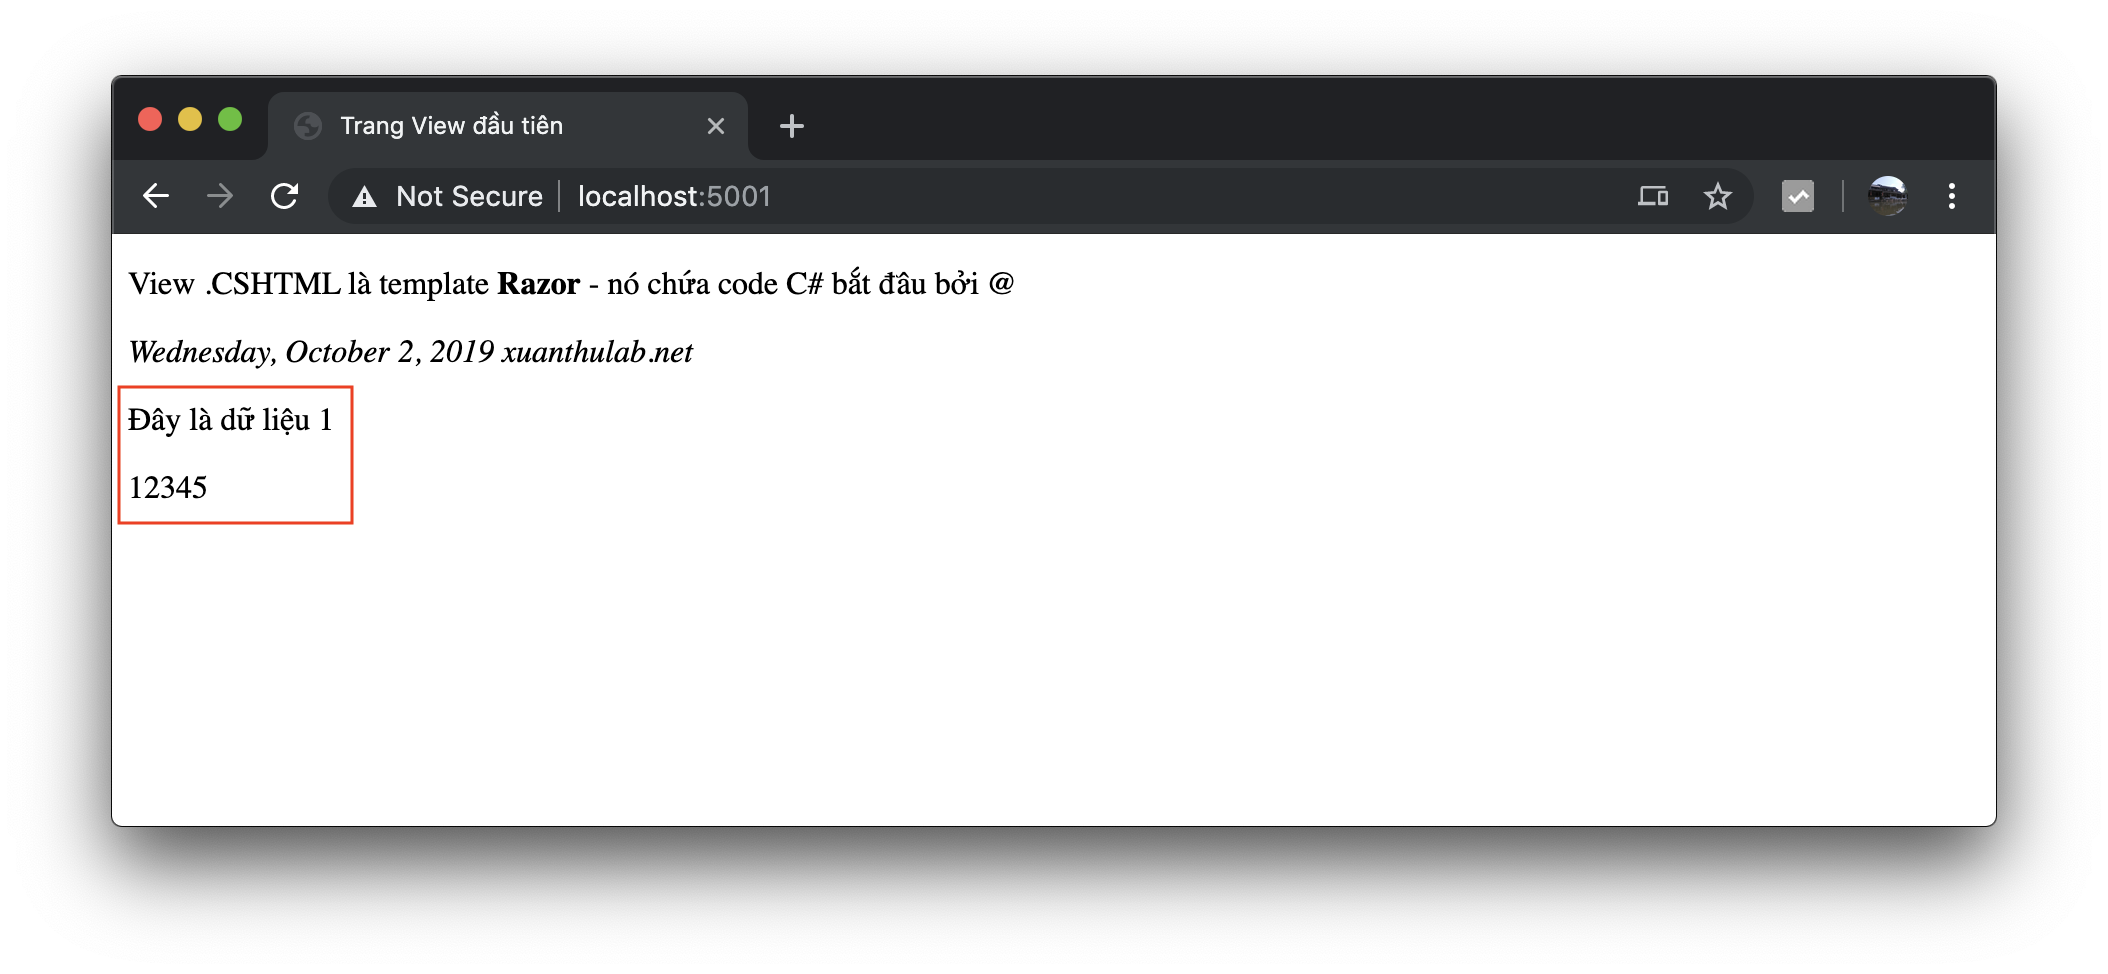 Trang View đầu tiên
Not Secure localhost:5001
View .CSHTML là template Razor - nó chứa code C# bắt đầu bởi @
Wednesday, October 2, 2019 xuanthulab.net
Đây là dữ liệu 1
12345